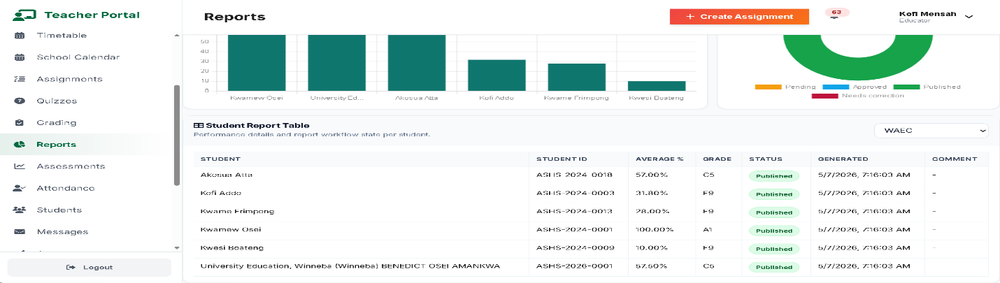 Teacher Portal
Reports
+ Create Assignment
63
Kofi Mensah
Educator
Timetable
School Calendar
Assignments
Quizzes
Grading
Reports
Assessments
Attendance
Students
Messages
Logout
50
40
30
20
10
0
Kwamew Osei University Ed... Akosua Atta Kofi Addo Kwame Frimpong Kwesi Boateng
Pending Approved Published
Needs correction
Student Report Table
Performance details and report workflow state per student.
WAEC
STUDENT STUDENT ID AVERAGE % GRADE STATUS GENERATED COMMENT
Akosua Atta ASHS-2024-0018 57.00% C5 Published 5/7/2026, 7:16:03 AM -
Kofi Addo ASHS-2024-0003 31.80% F9 Published 5/7/2026, 7:16:03 AM -
Kwame Frimpong ASHS-2024-0013 28.00% F9 Published 5/7/2026, 7:16:03 AM -
Kwamew Osei ASHS-2024-0001 100.00% A1 Published 5/7/2026, 7:16:03 AM -
Kwesi Boateng ASHS-2024-0009 10.00% F9 Published 5/7/2026, 7:16:03 AM -
University Education, Winneba (Winneba) BENEDICT OSEI AMANKWA ASHS-2026-0001 57.50% C5 Published 5/7/2026, 7:16:03 AM